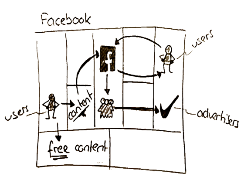 Facebook
users
users
content
advertisers
free content